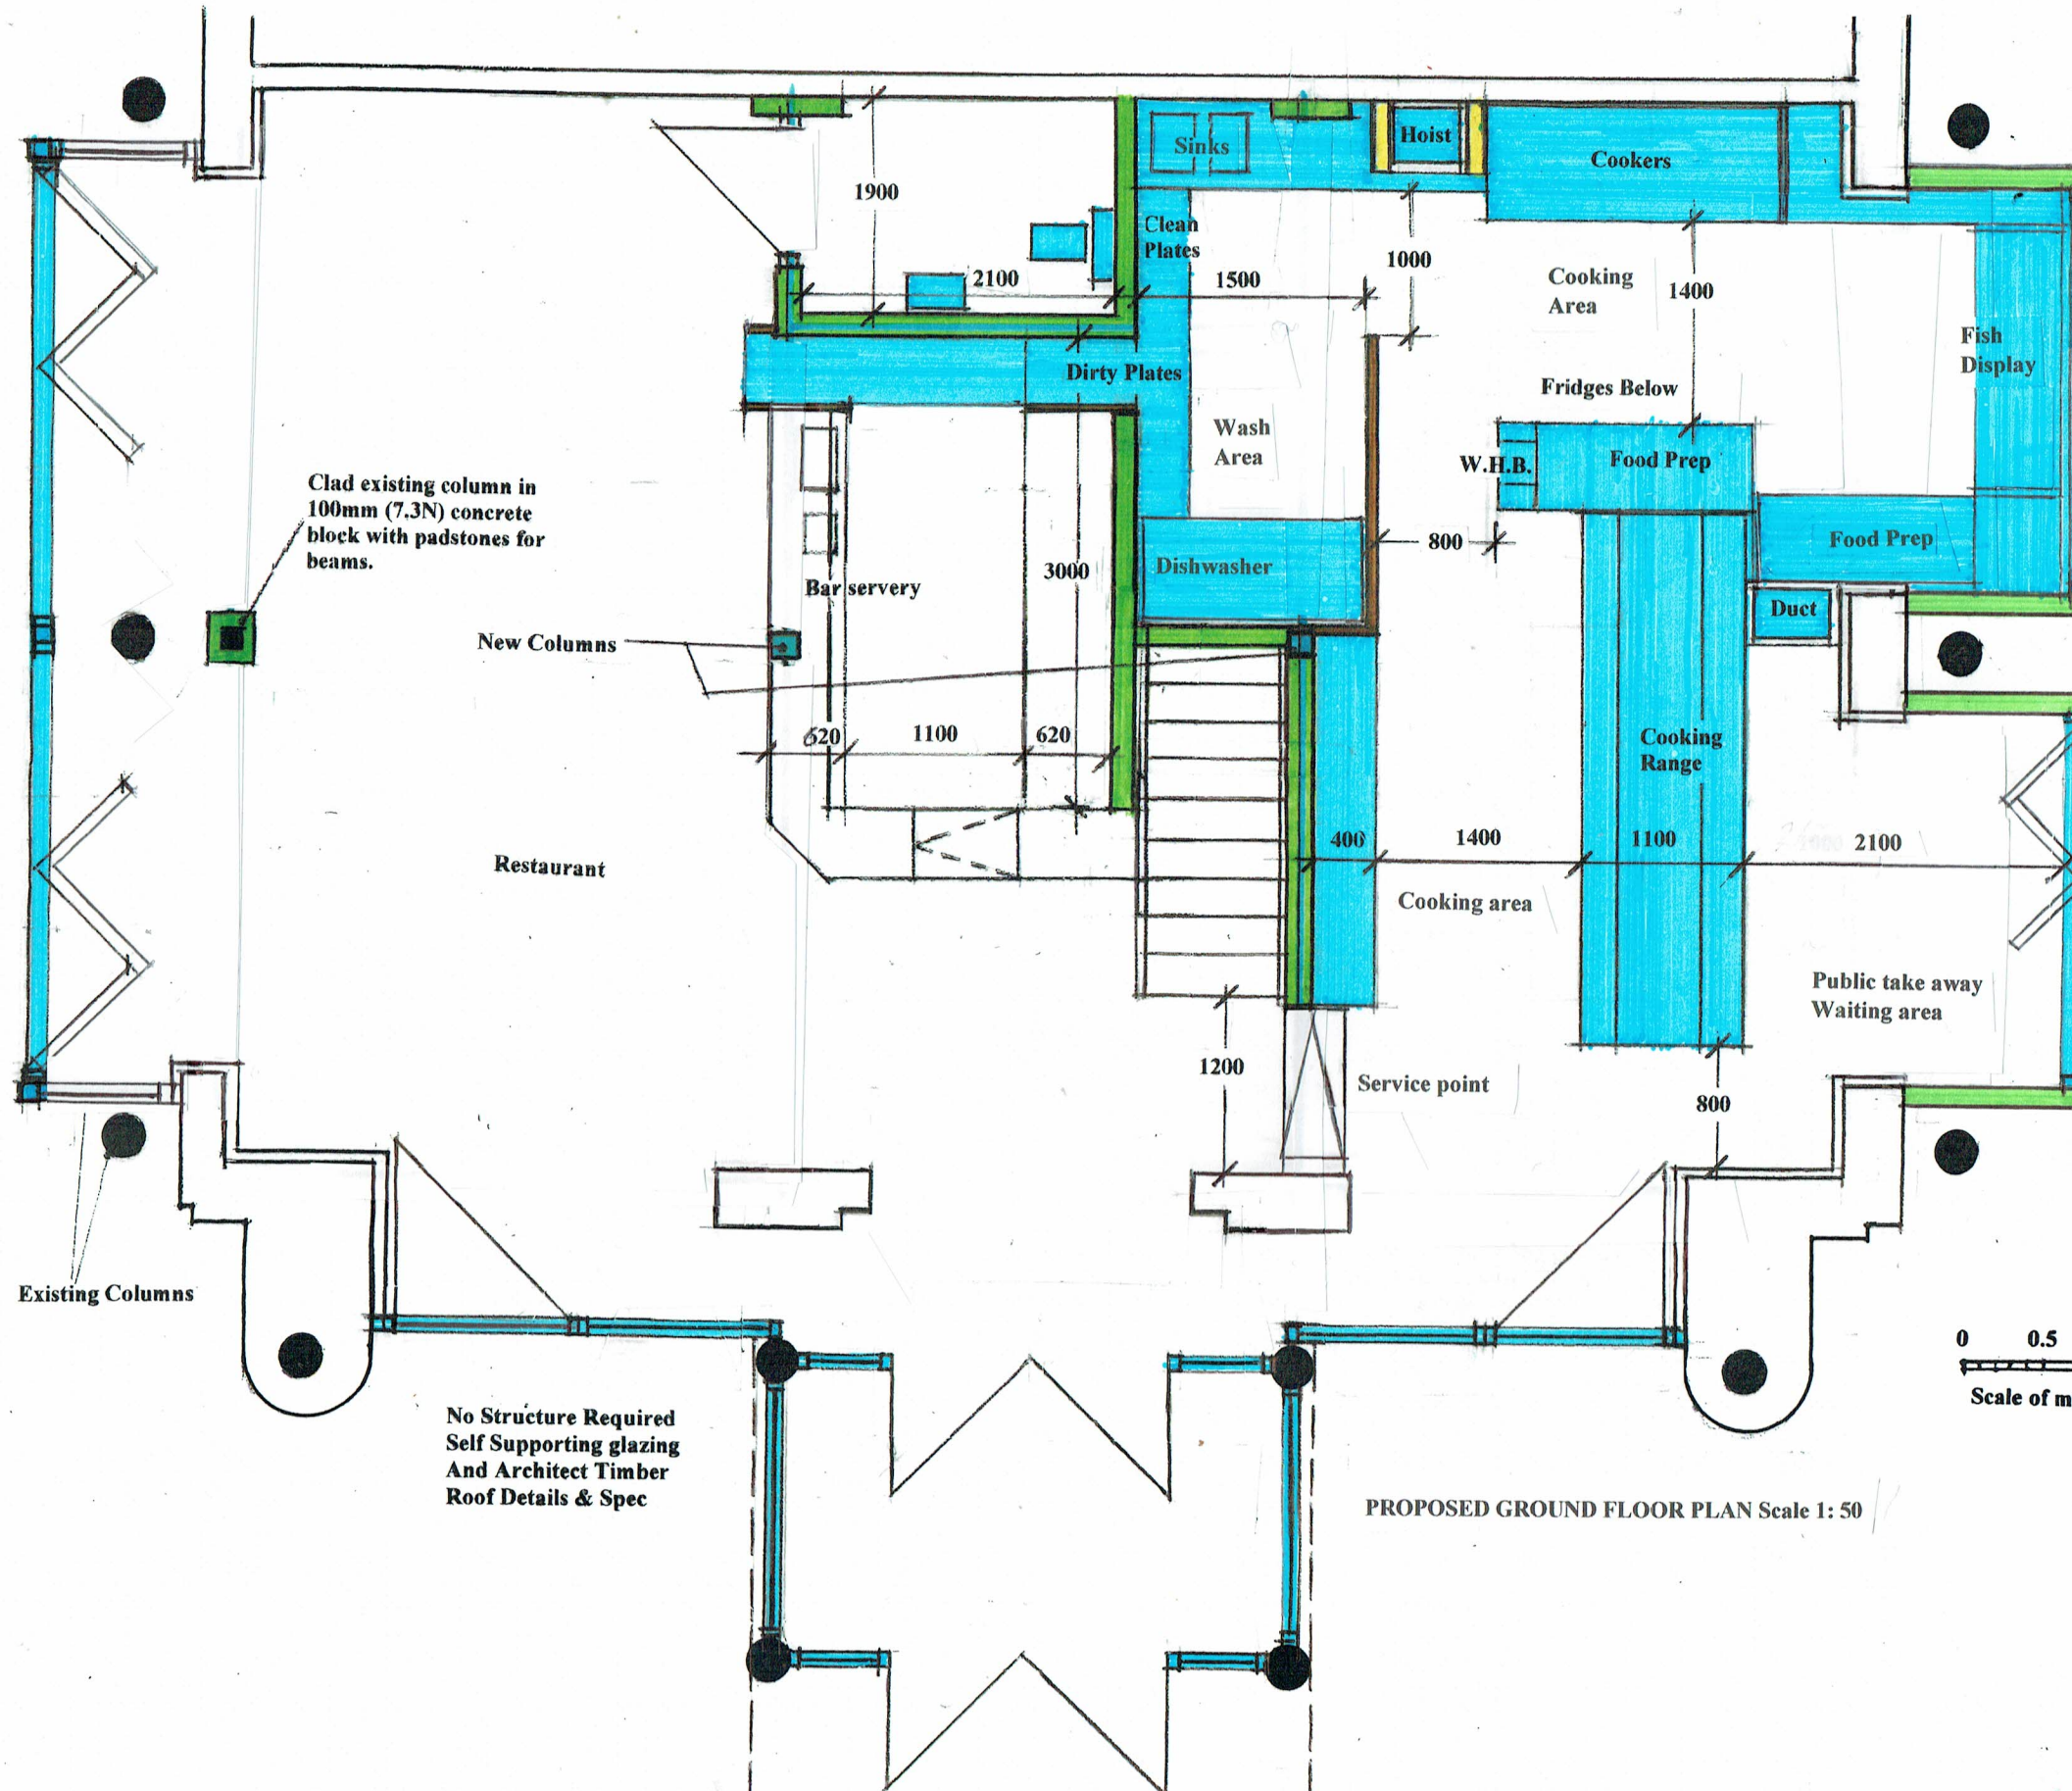 Sinks
Hoist
Cookers
1900
Clean
Plates
1000
2100
1500
Cooking
Area
1400
Fish
Display
Dirty Plates
Fridges Below
Wash
Area
W.H.B.
Food Prep
Clad existing column in
100mm (7.3N) concrete
block with padstones for
beams.
800
Food Prep
3000
Dishwasher
Bar servery
Duct
New Columns
620
1100
620
Cooking
Range
400
1400
1100
2100
Restaurant
Cooking area
Public take away
Waiting area
1200
Service point
800
Existing Columns
0 0.5
Scale of m
No Structure Required
Self Supporting glazing
And Architect Timber
Roof Details & Spec
PROPOSED GROUND FLOOR PLAN Scale 1: 50